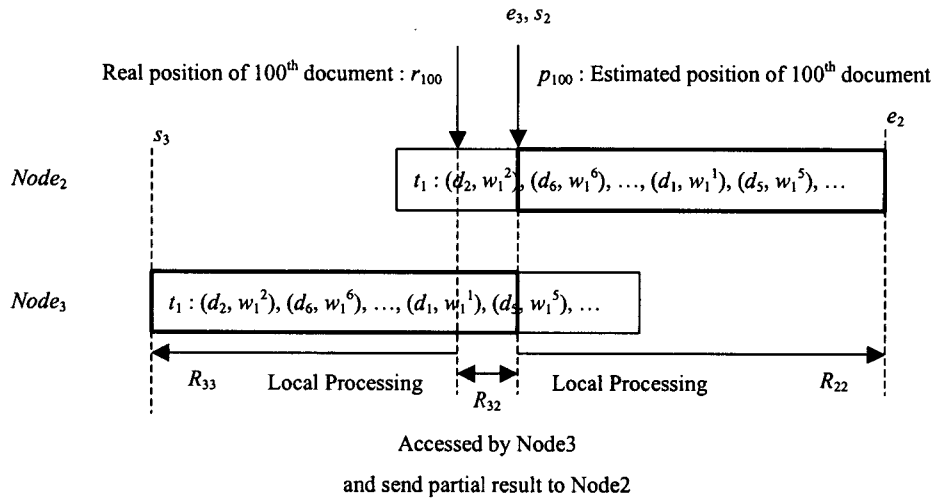 e₃, s₂
Real position of 100th document : r₁₀₀
p₁₀₀ : Estimated position of 100th document
s₃
e₂
Node₂
t₁ : (d₂, w₁²), (d₆, w₁⁶), …, (d₁, w₁¹), (d₅, w₁⁵), …
Node₃
t₁ : (d₂, w₁²), (d₆, w₁⁶), …, (d₁, w₁¹), (d₅, w₁⁵), …
R₃₃
Local Processing
R₃₂
Local Processing
R₂₂
Accessed by Node3
and send partial result to Node2